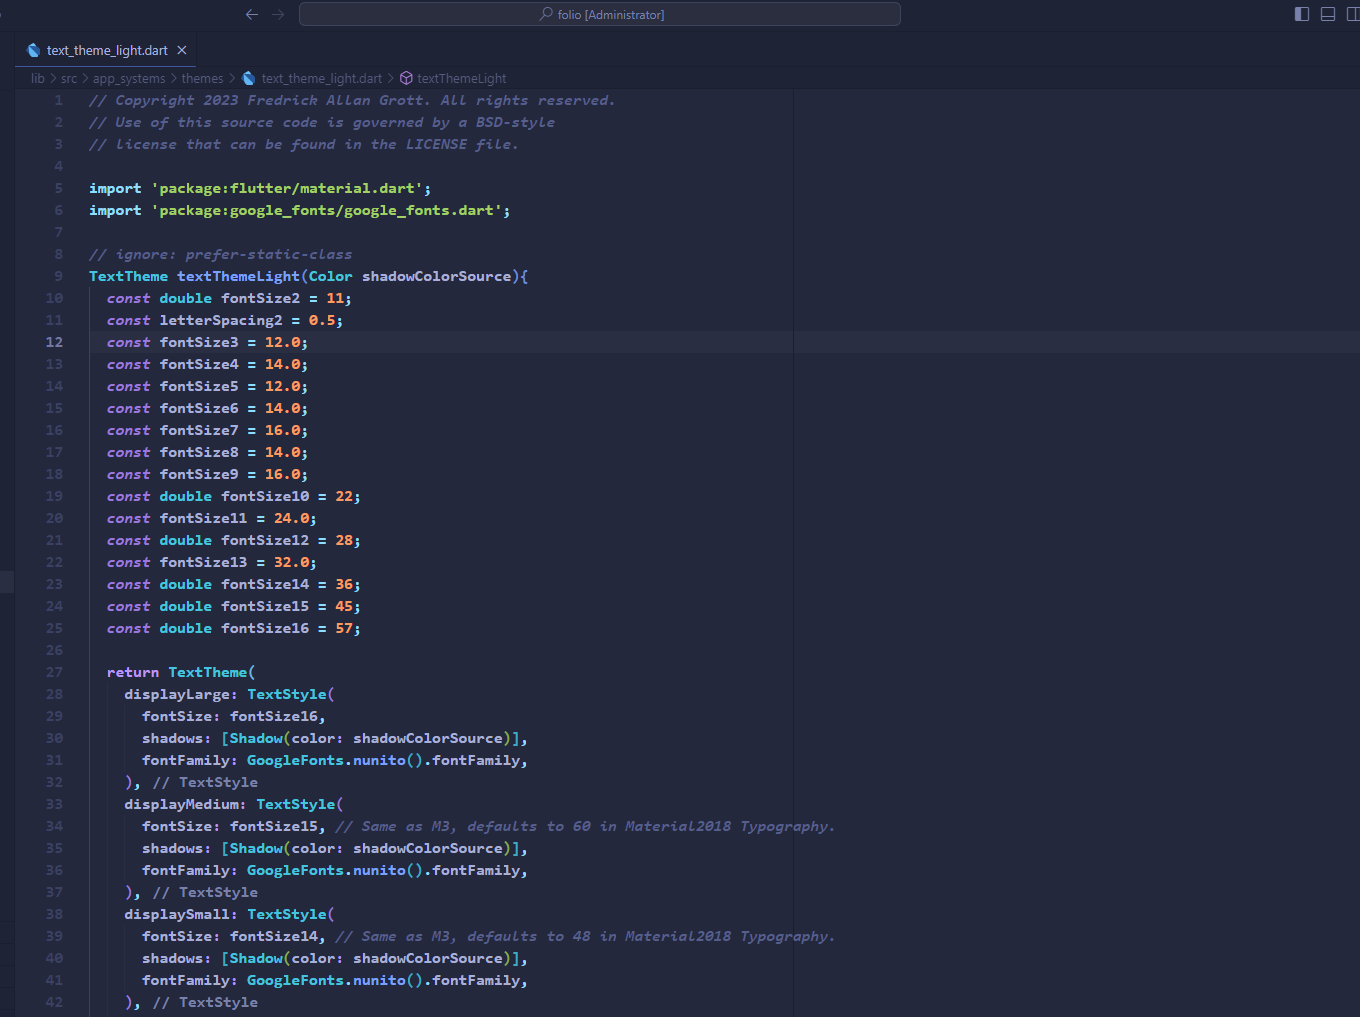 folio [Administrator]
text_theme_light.dart
lib > src > app_systems > themes > text_theme_light.dart > textThemeLight
1 // Copyright 2023 Fredrick Allan Grott. All rights reserved.
2 // Use of this source code is governed by a BSD-style
3 // license that can be found in the LICENSE file.
4
5 import 'package:flutter/material.dart';
6 import 'package:google_fonts/google_fonts.dart';
7
8 // ignore: prefer-static-class
9 TextTheme textThemeLight(Color shadowColorSource){
10 const double fontSize2 = 11;
11 const letterSpacing2 = 0.5;
12 const fontSize3 = 12.0;
13 const fontSize4 = 14.0;
14 const fontSize5 = 12.0;
15 const fontSize6 = 14.0;
16 const fontSize7 = 16.0;
17 const fontSize8 = 14.0;
18 const fontSize9 = 16.0;
19 const double fontSize10 = 22;
20 const fontSize11 = 24.0;
21 const double fontSize12 = 28;
22 const fontSize13 = 32.0;
23 const double fontSize14 = 36;
24 const double fontSize15 = 45;
25 const double fontSize16 = 57;
26
27 return TextTheme(
28 displayLarge: TextStyle(
29 fontSize: fontSize16,
30 shadows: [Shadow(color: shadowColorSource)],
31 fontFamily: GoogleFonts.nunito().fontFamily,
32 ), // TextStyle
33 displayMedium: TextStyle(
34 fontSize: fontSize15, // Same as M3, defaults to 60 in Material2018 Typography.
35 shadows: [Shadow(color: shadowColorSource)],
36 fontFamily: GoogleFonts.nunito().fontFamily,
37 ), // TextStyle
38 displaySmall: TextStyle(
39 fontSize: fontSize14, // Same as M3, defaults to 48 in Material2018 Typography.
40 shadows: [Shadow(color: shadowColorSource)],
41 fontFamily: GoogleFonts.nunito().fontFamily,
42 ), // TextStyle